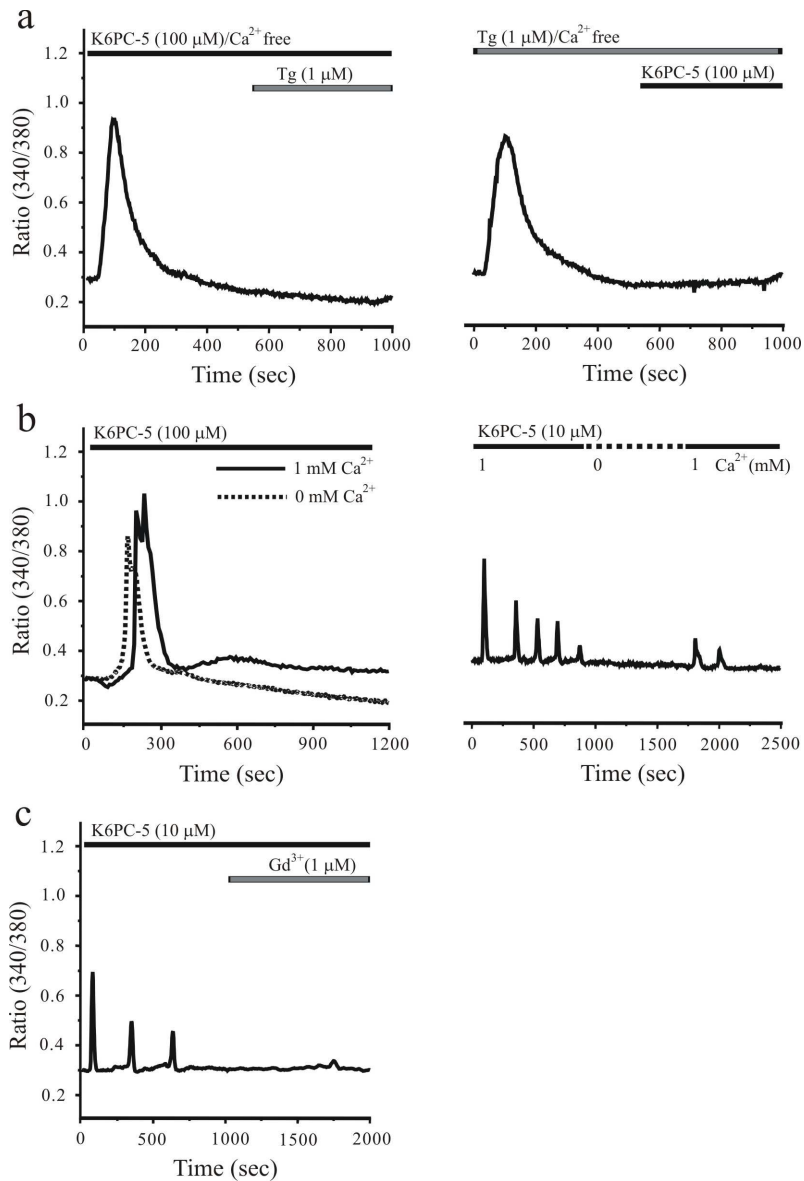 a
K6PC-5 (100 μM)/Ca²⁺ free
Tg (1 μM)
Ratio (340/380)
1.2
1.0
0.8
0.6
0.4
0.2
0 200 400 600 800 1000
Time (sec)
Tg (1 μM)/Ca²⁺ free
K6PC-5 (100 μM)
0 200 400 600 800 1000
Time (sec)
b
K6PC-5 (100 μM)
1 mM Ca²⁺
0 mM Ca²⁺
Ratio (340/380)
1.2
1.0
0.8
0.6
0.4
0.2
0 300 600 900 1200
Time (sec)
K6PC-5 (10 μM)
1 0 1 Ca²⁺(mM)
0 500 1000 1500 2000 2500
Time (sec)
c
K6PC-5 (10 μM)
Gd³⁺(1 μM)
Ratio (340/380)
1.2
1.0
0.8
0.6
0.4
0.2
0 500 1000 1500 2000
Time (sec)